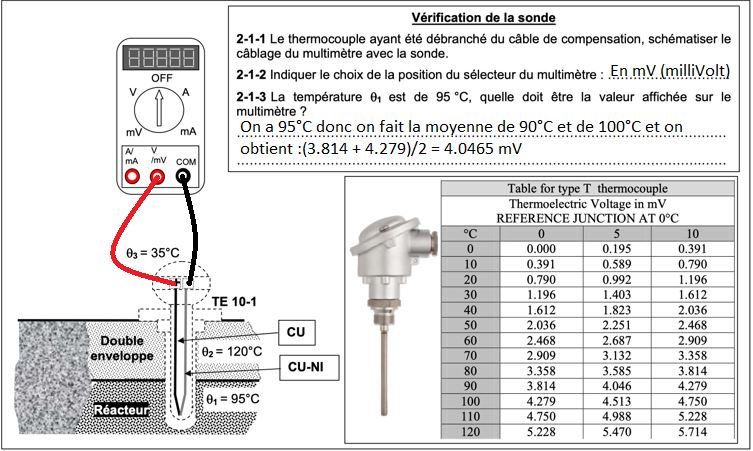 Vérification de la sonde
2-1-1 Le thermocouple ayant été débranché du câble de compensation, schématiser le
câblage du multimètre avec la sonde.
2-1-2 Indiquer le choix de la position du sélecteur du multimètre : En mV (milliVolt)
2-1-3 La température θ1 est de 95 °C, quelle doit être la valeur affichée sur le
multimètre ?
On a 95°C donc on fait la moyenne de 90°C et de 100°C et on
obtient :(3.814 + 4.279)/2 = 4.0465 mV
OFF
V A
mV mA
A/ mA V /mV COM
θ3 = 35°C
TE 10-1
CU
Double
enveloppe
θ2 = 120°C
CU-NI
Réacteur
θ1 = 95°C
Table for type T thermocouple
Thermoelectric Voltage in mV
REFERENCE JUNCTION AT 0°C
°C 0 5 10
0 0.000 0.195 0.391
10 0.391 0.589 0.790
20 0.790 0.992 1.196
30 1.196 1.403 1.612
40 1.612 1.823 2.036
50 2.036 2.251 2.468
60 2.468 2.687 2.909
70 2.909 3.132 3.358
80 3.358 3.585 3.814
90 3.814 4.046 4.279
100 4.279 4.513 4.750
110 4.750 4.988 5.228
120 5.228 5.470 5.714